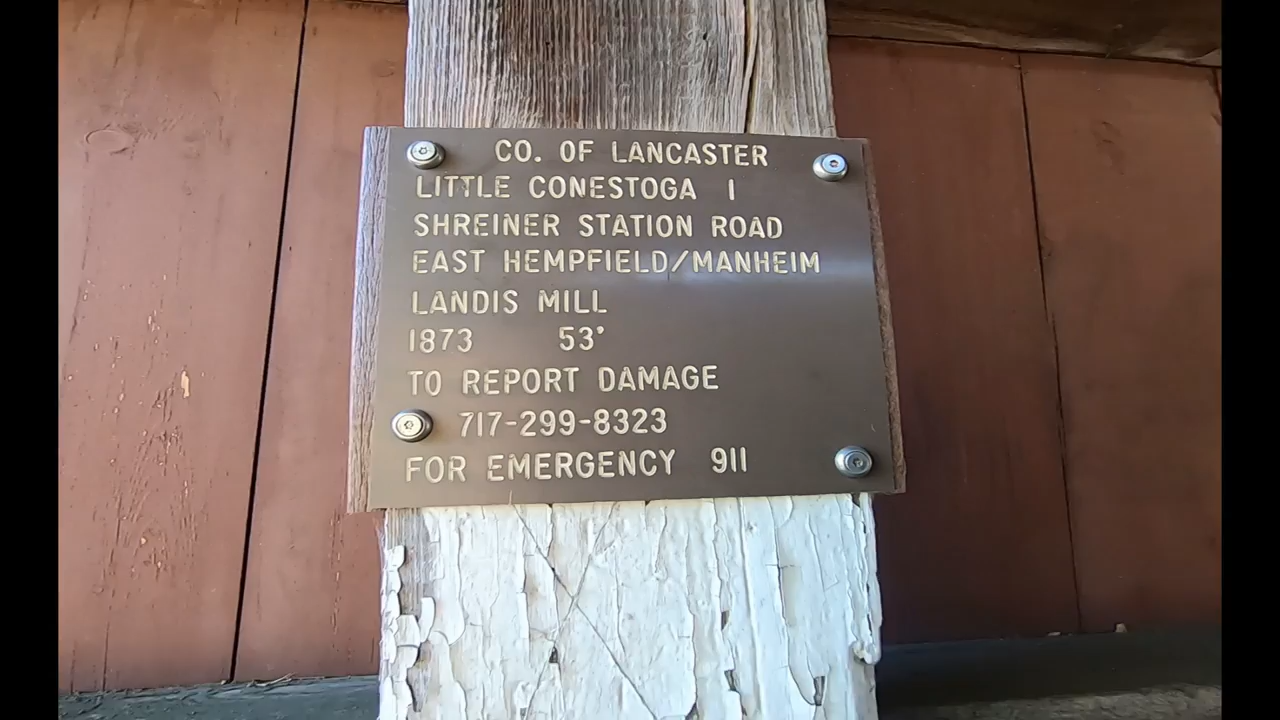 CO. OF LANCASTER
LITTLE CONESTOGA 1
SHREINER STATION ROAD
EAST HEMPFIELD/MANHEIM
LANDIS MILL
1873 53'
TO REPORT DAMAGE
717-299-8323
FOR EMERGENCY 911